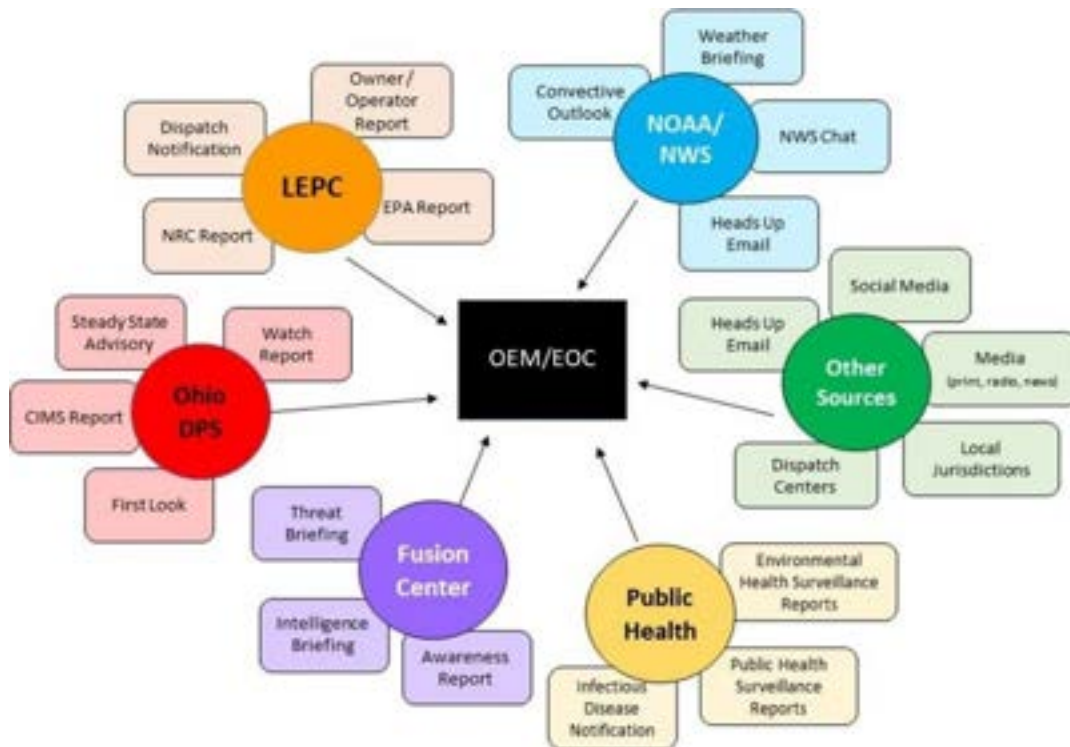 Owner /
Operator
Report
Dispatch
Notification
LEPC
EPA Report
NRC Report
Weather
Briefing
Convective
Outlook
NOAA/
NWS
NWS Chat
Heads Up
Email
Steady State
Advisory
Watch
Report
CIMS Report
Ohio
DPS
First Look
OEM/EOC
Social Media
Heads Up
Email
Media
(print, radio, news)
Other
Sources
Dispatch
Centers
Local
Jurisdictions
Threat
Briefing
Fusion
Center
Intelligence
Briefing
Awareness
Report
Environmental
Health Surveillance
Reports
Public
Health
Public Health
Surveillance
Reports
Infectious
Disease
Notification